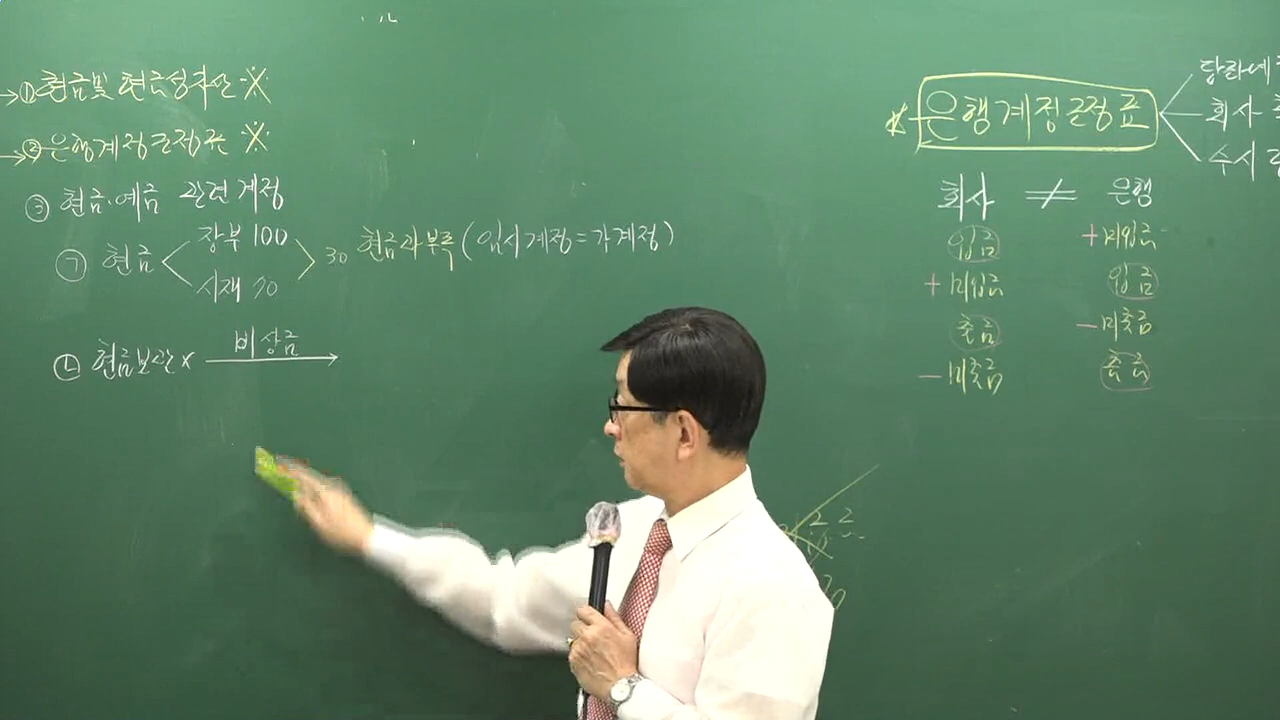 →① 현금및 현금성자산 ※
→② 은행계정조정표 ※
③ 현금·예금 관련계정
㉠ 현금
장부 100
시재 70
30 현금과부족 (임시계정=가계정)
㉡ 현금보관 ×
비상금
은행계정조정표
당좌예
회사
수시
회사 ≠ 은행
입금 + 미입금
+ 미입금 입금
출금 - 미출금
- 미출금 출금